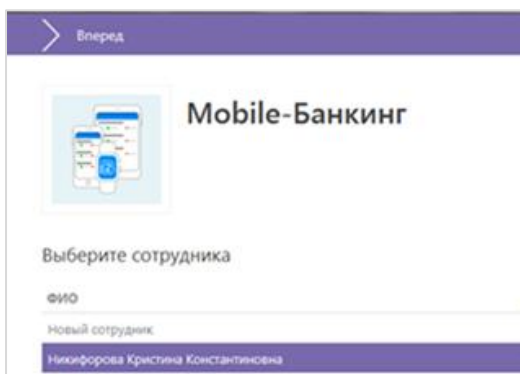 Вперед
Mobile-Банкинг
Выберите сотрудника
ФИО
Новый сотрудник
Никифорова Кристина Константиновна